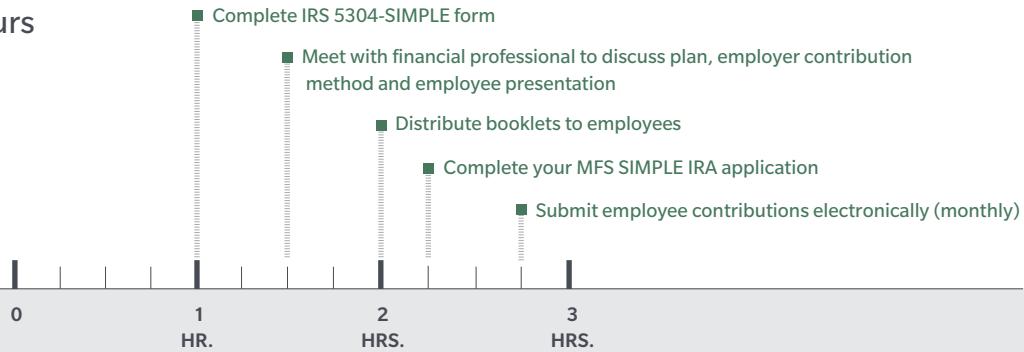 urs
Complete IRS 5304-SIMPLE form
Meet with financial professional to discuss plan, employer contribution
method and employee presentation
Distribute booklets to employees
Complete your MFS SIMPLE IRA application
Submit employee contributions electronically (monthly)
0 1 2 3
HR. HRS. HRS.